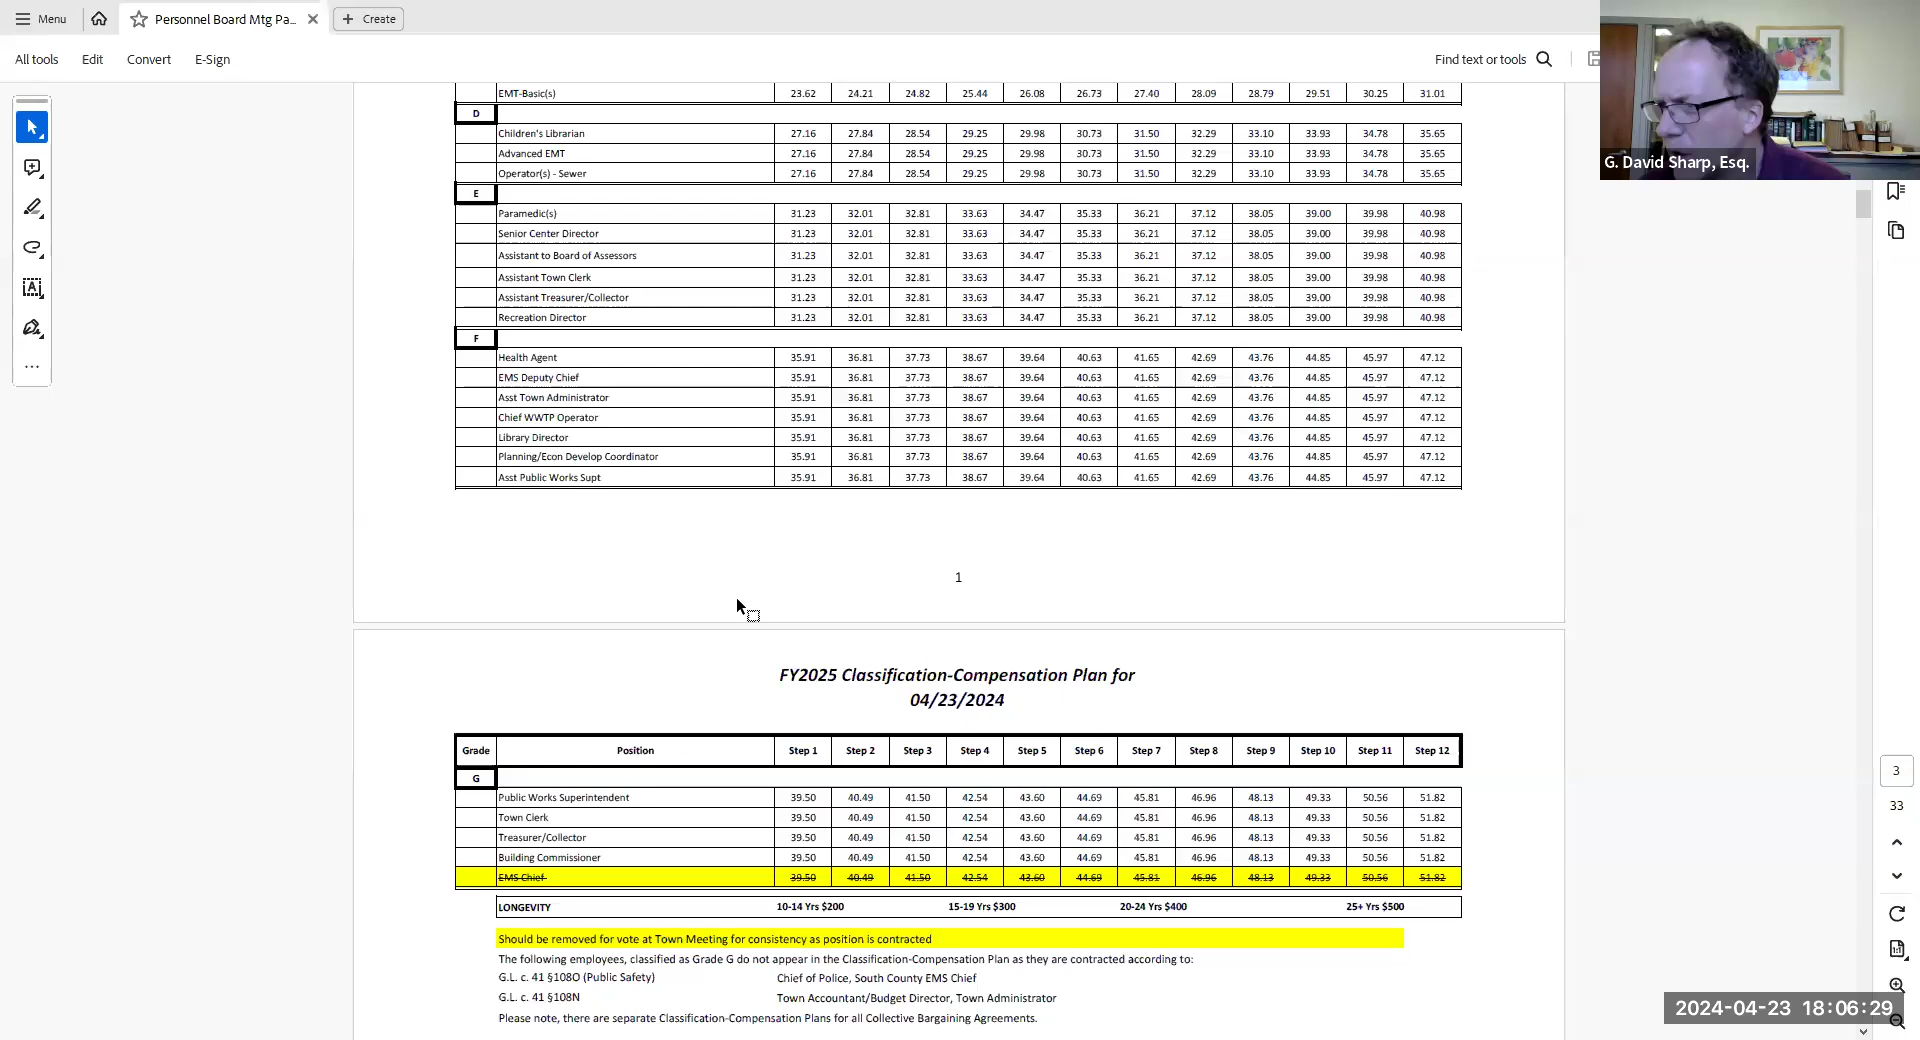 Menu
Personnel Board Mtg Pa...
Create
All tools Edit Convert E-Sign
Find text or tools
G. David Sharp, Esq.
EMT-Basic(s) 23.62 24.21 24.82 25.44 26.08 26.73 27.40 28.09 28.79 29.51 30.25 31.01
D
Children's Librarian 27.16 27.84 28.54 29.25 29.98 30.73 31.50 32.29 33.10 33.93 34.78 35.65
Advanced EMT 27.16 27.84 28.54 29.25 29.98 30.73 31.50 32.29 33.10 33.93 34.78 35.65
Operator(s) - Sewer 27.16 27.84 28.54 29.25 29.98 30.73 31.50 32.29 33.10 33.93 34.78 35.65
E
Paramedic(s) 31.23 32.01 32.81 33.63 34.47 35.33 36.21 37.12 38.05 39.00 39.98 40.98
Senior Center Director 31.23 32.01 32.81 33.63 34.47 35.33 36.21 37.12 38.05 39.00 39.98 40.98
Assistant to Board of Assessors 31.23 32.01 32.81 33.63 34.47 35.33 36.21 37.12 38.05 39.00 39.98 40.98
Assistant Town Clerk 31.23 32.01 32.81 33.63 34.47 35.33 36.21 37.12 38.05 39.00 39.98 40.98
Assistant Treasurer/Collector 31.23 32.01 32.81 33.63 34.47 35.33 36.21 37.12 38.05 39.00 39.98 40.98
Recreation Director 31.23 32.01 32.81 33.63 34.47 35.33 36.21 37.12 38.05 39.00 39.98 40.98
F
Health Agent 35.91 36.81 37.73 38.67 39.64 40.63 41.65 42.69 43.76 44.85 45.97 47.12
EMS Deputy Chief 35.91 36.81 37.73 38.67 39.64 40.63 41.65 42.69 43.76 44.85 45.97 47.12
Asst Town Administrator 35.91 36.81 37.73 38.67 39.64 40.63 41.65 42.69 43.76 44.85 45.97 47.12
Chief WWTP Operator 35.91 36.81 37.73 38.67 39.64 40.63 41.65 42.69 43.76 44.85 45.97 47.12
Library Director 35.91 36.81 37.73 38.67 39.64 40.63 41.65 42.69 43.76 44.85 45.97 47.12
Planning/Econ Develop Coordinator 35.91 36.81 37.73 38.67 39.64 40.63 41.65 42.69 43.76 44.85 45.97 47.12
Asst Public Works Supt 35.91 36.81 37.73 38.67 39.64 40.63 41.65 42.69 43.76 44.85 45.97 47.12
1
FY2025 Classification-Compensation Plan for
04/23/2024
Grade Position Step 1 Step 2 Step 3 Step 4 Step 5 Step 6 Step 7 Step 8 Step 9 Step 10 Step 11 Step 12
G
Public Works Superintendent 39.50 40.49 41.50 42.54 43.60 44.69 45.81 46.96 48.13 49.33 50.56 51.82
Town Clerk 39.50 40.49 41.50 42.54 43.60 44.69 45.81 46.96 48.13 49.33 50.56 51.82
Treasurer/Collector 39.50 40.49 41.50 42.54 43.60 44.69 45.81 46.96 48.13 49.33 50.56 51.82
Building Commissioner 39.50 40.49 41.50 42.54 43.60 44.69 45.81 46.96 48.13 49.33 50.56 51.82
EMS Chief 39.50 40.49 41.50 42.54 43.60 44.69 45.81 46.96 48.13 49.33 50.56 51.82
LONGEVITY 10-14 Yrs $200 15-19 Yrs $300 20-24 Yrs $400 25+ Yrs $500
Should be removed for vote at Town Meeting for consistency as position is contracted
The following employees, classified as Grade G do not appear in the Classification-Compensation Plan as they are contracted according to:
G.L. c. 41 §108O (Public Safety) Chief of Police, South County EMS Chief
G.L. c. 41 §108N Town Accountant/Budget Director, Town Administrator
Please note, there are separate Classification-Compensation Plans for all Collective Bargaining Agreements.
3
33
2024-04-23 18:06:29